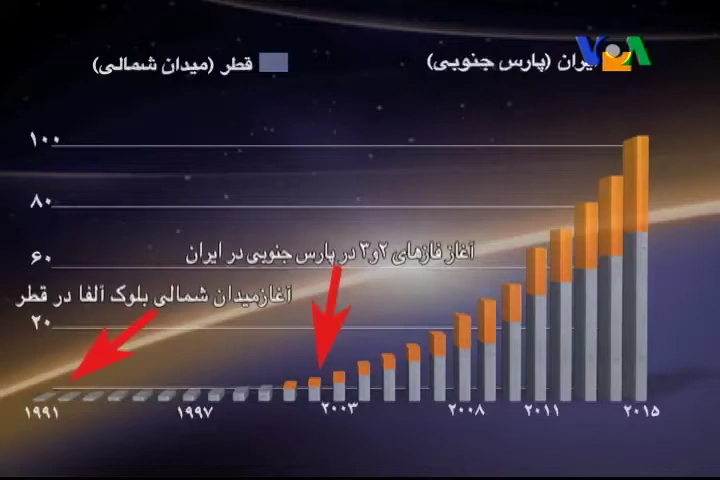 VOA
ایران (پارس جنوبی)
قطر (میدان شمالی)
۱۰۰
۸۰
آغاز فازهای ۲و۳ در پارس جنوبی در ایران
۶۰
آغازمیدان شمالی بلوک آلفا در قطر
۲۰
۱۹۹۱ ۱۹۹۷ ۲۰۰۳ ۲۰۰۸ ۲۰۱۱ ۲۰۱۵